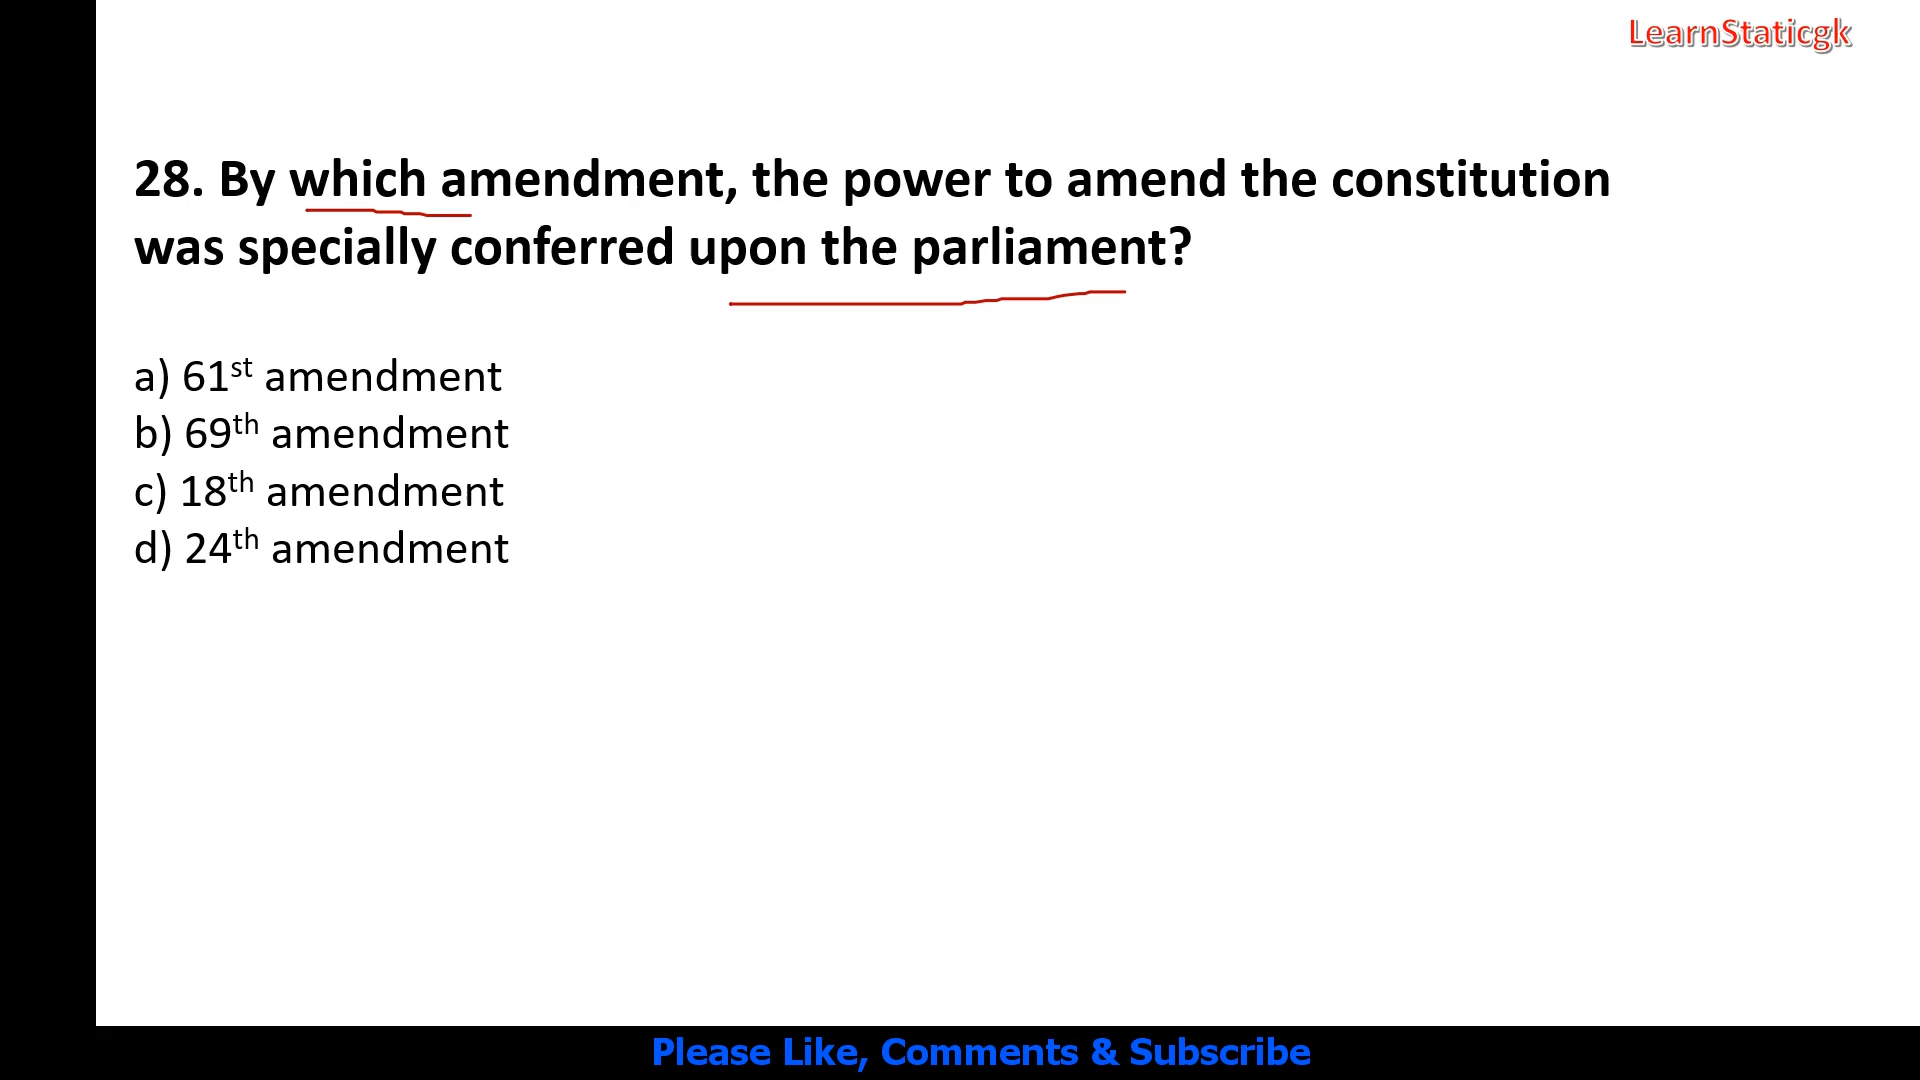 LearnStaticgk
28. By which amendment, the power to amend the constitution
was specially conferred upon the parliament?
a) 61st amendment
b) 69th amendment
c) 18th amendment
d) 24th amendment
Please Like, Comments & Subscribe